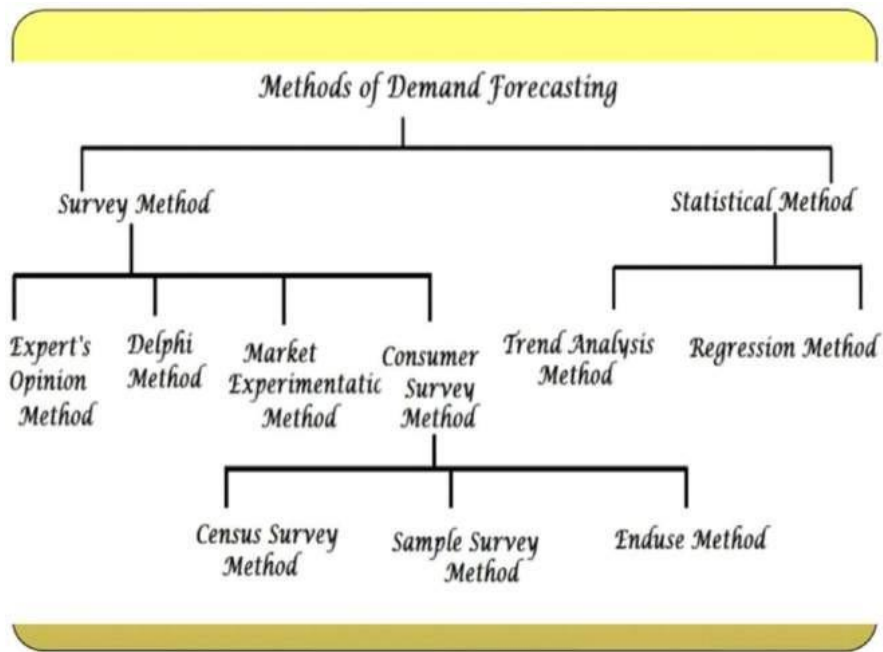 Methods of Demand Forecasting
Survey Method
Statistical Method
Expert's
Opinion
Method
Delphi
Method
Market
Experimentatic
Method
Consumer
Survey
Method
Trend Analysis
Method
Regression Method
Census Survey
Method
Sample Survey
Method
Enduse Method